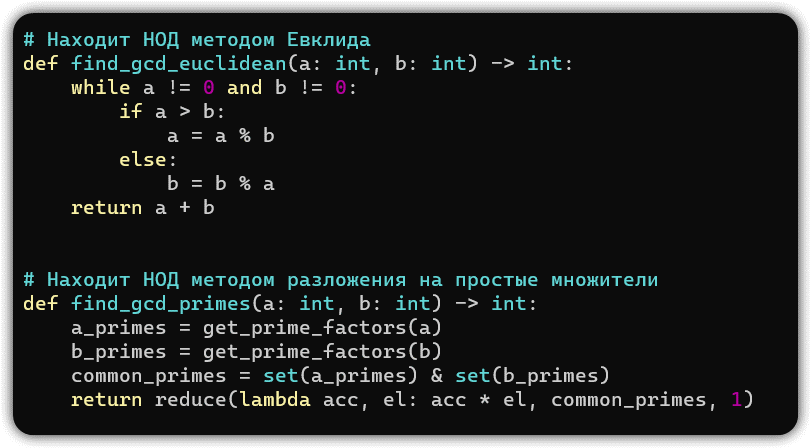 # Находит НОД методом Евклида
def find_gcd_euclidean(a: int, b: int) -> int:
    while a != 0 and b != 0:
        if a > b:
            a = a % b
        else:
            b = b % a
    return a + b
# Находит НОД методом разложения на простые множители
def find_gcd_primes(a: int, b: int) -> int:
    a_primes = get_prime_factors(a)
    b_primes = get_prime_factors(b)
    common_primes = set(a_primes) & set(b_primes)
    return reduce(lambda acc, el: acc * el, common_primes, 1)